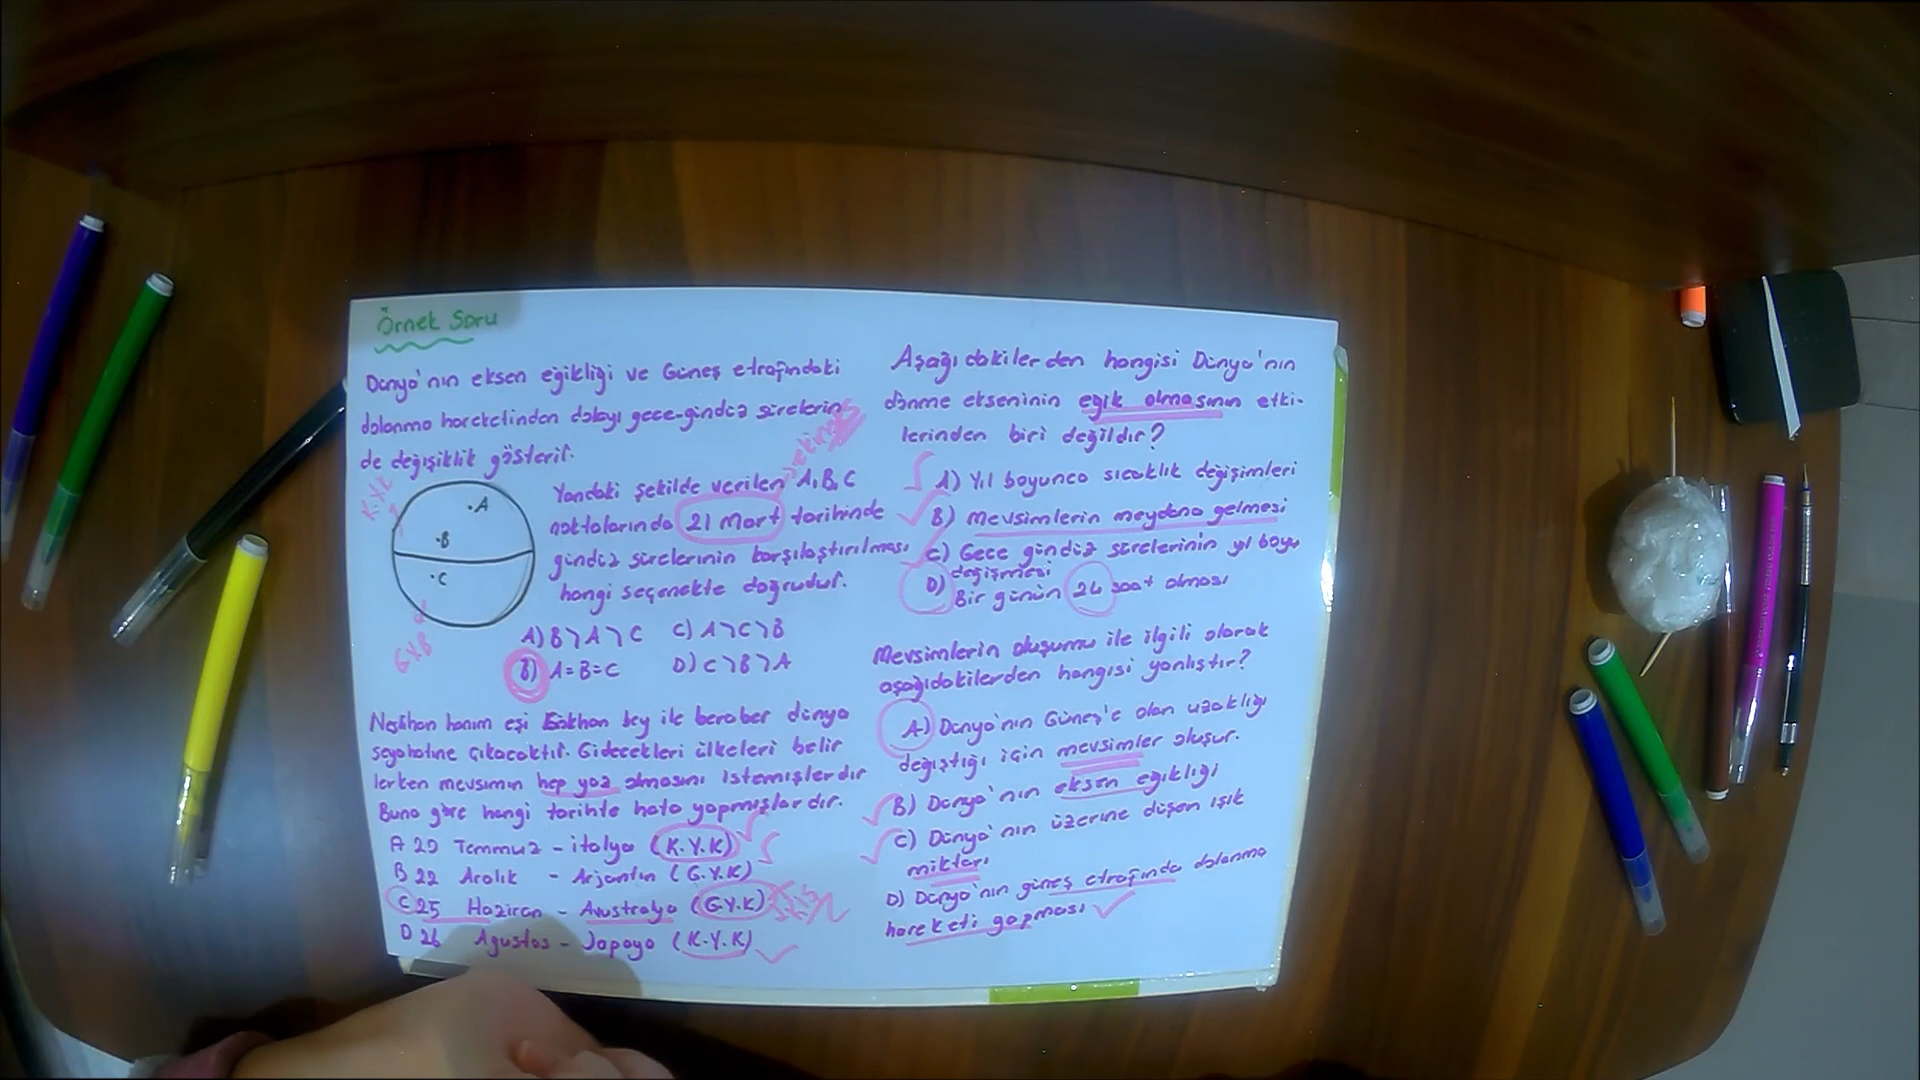 Örnek Soru
Dünya'nın eksen eğikliği ve Güneş etrafındaki
dolanma hareketinden dolayı gece-gündüz sürelerin
de değişiklik gösterir.
K.Y.K
Yandaki şekilde verilen A,B,C
noktalarında 21 Mart tarihinde
gündüz sürelerinin karşılaştırılması
hangi seçenekte doğrudur.
.A
.B
.C
G.Y.K
A) B>A>C C) A>C>B
B) A=B=C D) C>B>A
Neslihan hanım eşi Gökhan bey ile beraber dünya
seyahatine çıkacaktır. Gidecekleri ülkeleri belir
lerken mevsimin hep yaz olmasını istemişlerdir
Buna göre hangi tarihte hata yapmışlardır.
A 20 Temmuz - italya (K.Y.K)
B 22 Aralık - Arjantin (G.Y.K)
C 25 Haziran - Avustralya (G.Y.K)
D 26 Agustos - Japoya (K.Y.K)
Aşağıdakilerden hangisi Dünya'nın
dönme ekseninin eğik olmasının etki-
lerinden biri değildir?
A) Yıl boyunca sıcaklık değişimleri
B) Mevsimlerin meydana gelmesi
C) Gece gündüz sürelerinin yıl boyu
değişmesi
D) Bir günün 24 saat olması
Mevsimlerin oluşumu ile ilgili olarak
aşağıdakilerden hangisi yanlıştır?
A) Dünya'nın Güneş'e olan uzaklığı
değiştiği için mevsimler oluşur.
B) Dünya'nın eksen eğikliği
C) Dünya'nın üzerine düşen ışık
miktarı
D) Dünya'nın güneş etrafında dolanma
hareketi yapması